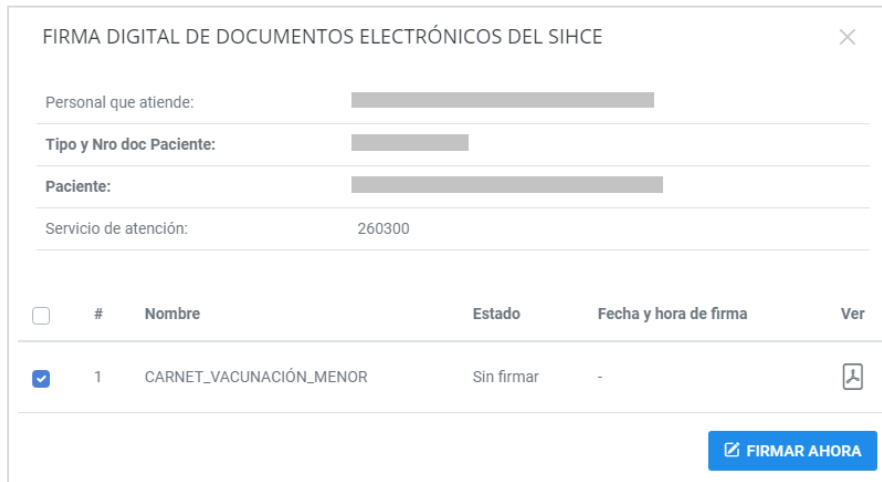 FIRMA DIGITAL DE DOCUMENTOS ELECTRÓNICOS DEL SIHCE
Personal que atiende:
Tipo y Nro doc Paciente:
Paciente:
Servicio de atención: 260300
# Nombre Estado Fecha y hora de firma Ver
1 CARNET_VACUNACIÓN_MENOR Sin firmar -
FIRMAR AHORA